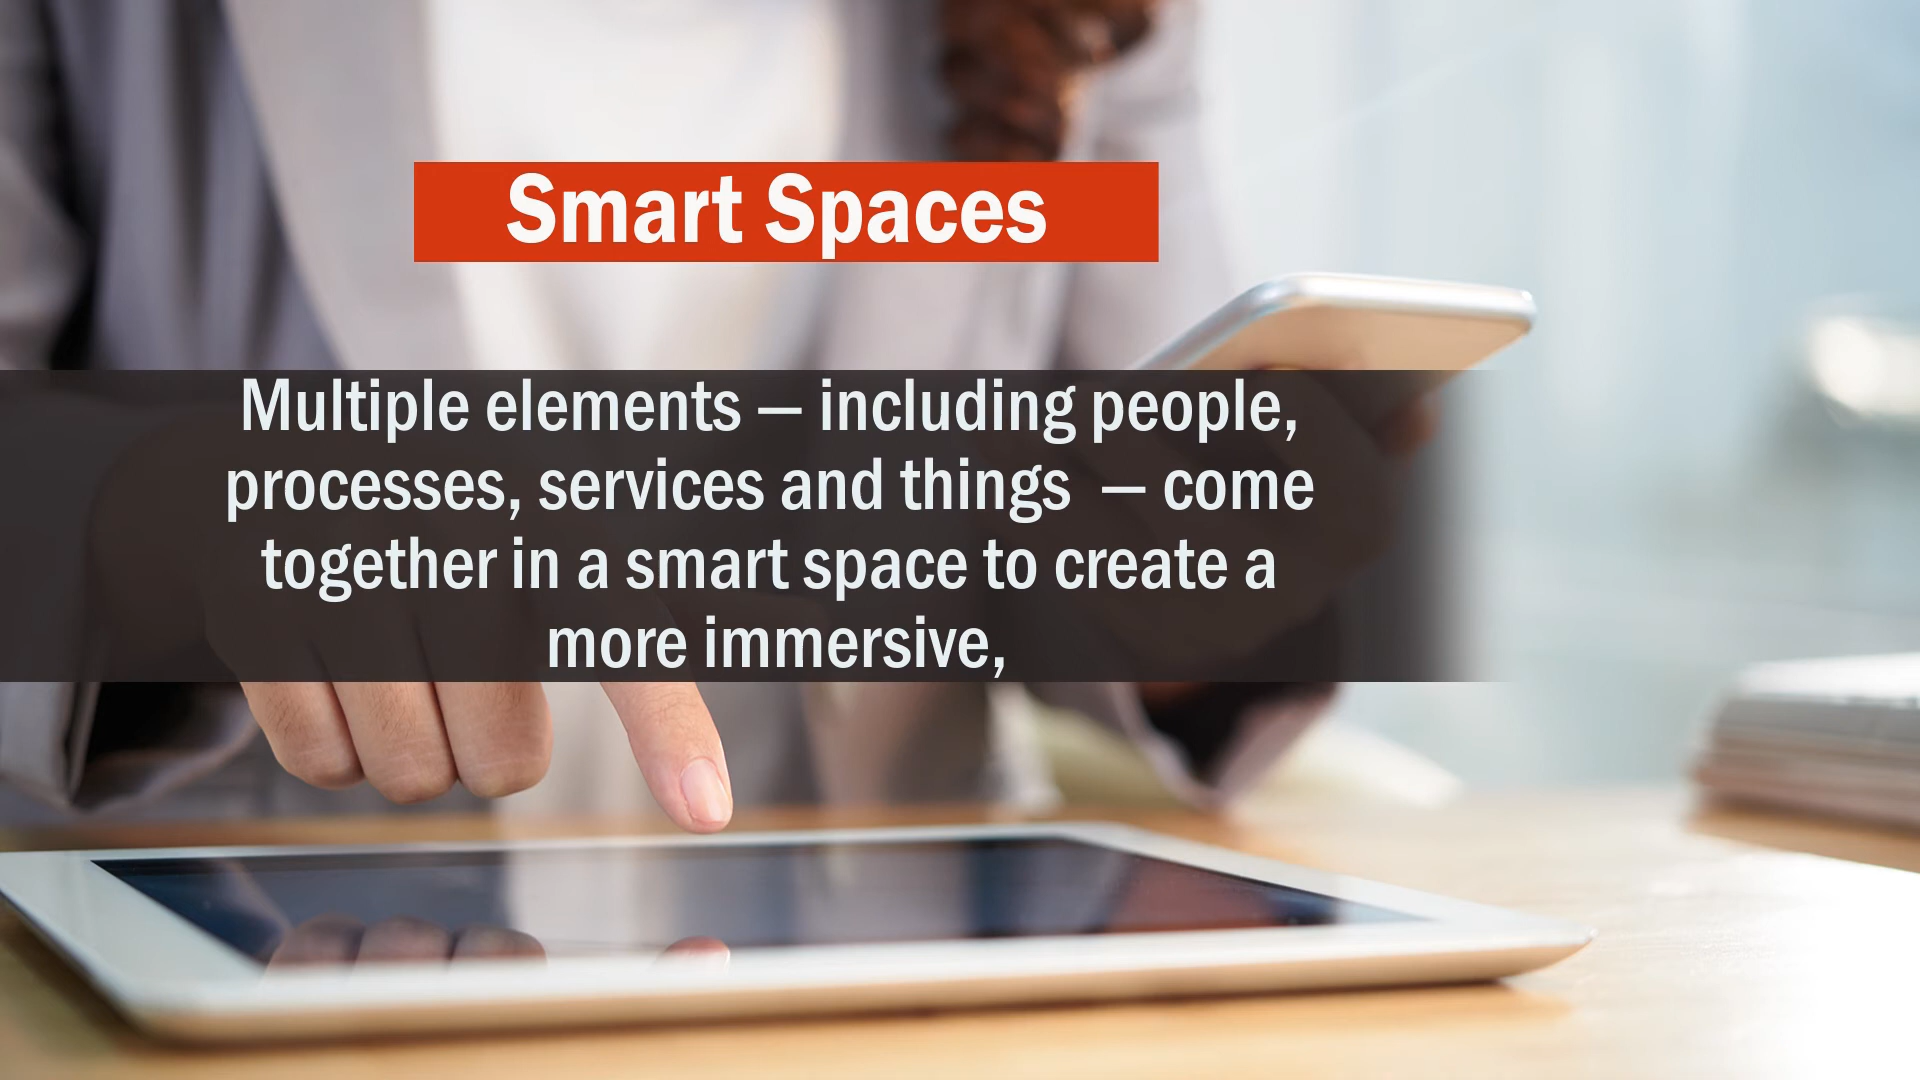 Smart Spaces
Multiple elements — including people,
processes, services and things  — come
together in a smart space to create a
more immersive,